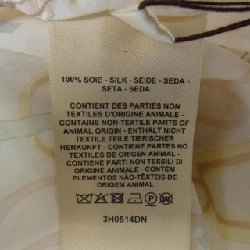 100% SOIE - SILK - SEIDE - SEDA -
SETA - SEDA
CONTIENT DES PARTIES NON
TEXTILES D'ORIGINE ANIMALE -
CONTAINS NON-TEXTILE PARTS OF
ANIMAL ORIGIN - ENTHÄLT NICHT
TEXTILE TEILE TIERISCHER
HERKUNFT - CONTIENE PARTES NO
TEXTILES DE ORIGEN ANIMAL -
CONTIENE PARTI NON TESSILI DI
ORIGINE ANIMALE - CONTÉM
ELEMENTOS NÃO-TÊXTEIS DE
ORIGEM ANIMAL
3H0514DN